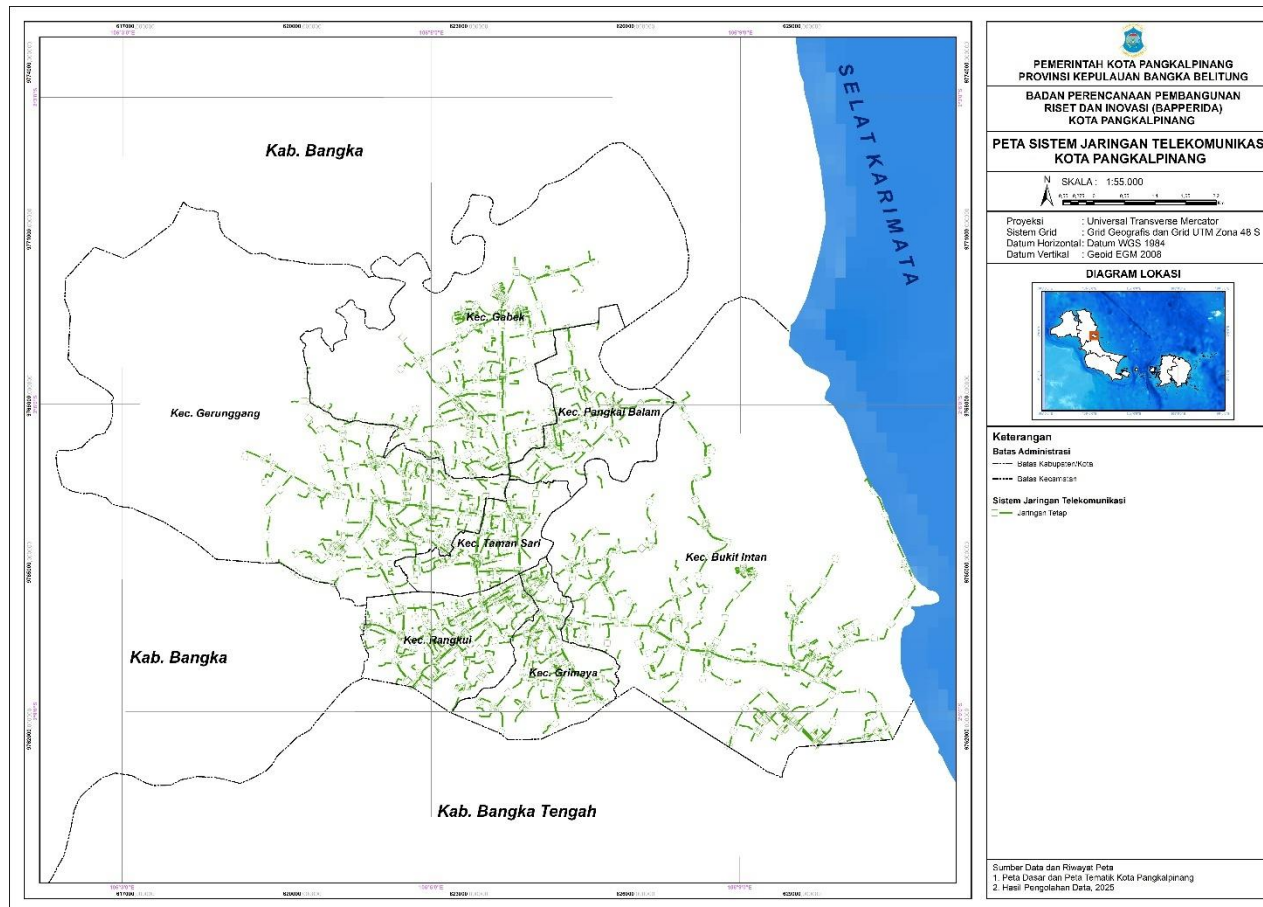 Kab. Bangka
SELAT KARIMATA
Kec. Gabek
Kec. Gerunggang
Kec. Pangkal Balam
Kec. Taman Sari
Kec. Bukit Intan
Kec. Rangkui
Kab. Bangka
Kec. Grimaya
Kab. Bangka Tengah
PEMERINTAH KOTA PANGKALPINANG
PROVINSI KEPULAUAN BANGKA BELITUNG
BADAN PERENCANAAN PEMBANGUNAN
RISET DAN INOVASI (BAPPERIDA)
KOTA PANGKALPINANG
PETA SISTEM JARINGAN TELEKOMUNIKAS
KOTA PANGKALPINANG
N
SKALA : 1:55.000
Proyeksi : Universal Transverse Mercator
Sistem Grid : Grid Geografis dan Grid UTM Zona 48 S
Datum Horizontal : Datum WGS 1984
Datum Vertikal : Geoid EGM 2008
DIAGRAM LOKASI
Keterangan
Batas Administrasi
Batas Kabupaten/Kota
Batas Kecamatan
Sistem Jaringan Telekomunikasi
Jaringan Tetap
Sumber Data dan Riwayat Peta
1. Peta Dasar dan Peta Tematik Kota Pangkalpinang
2. Hasil Pengolahan Data, 2025